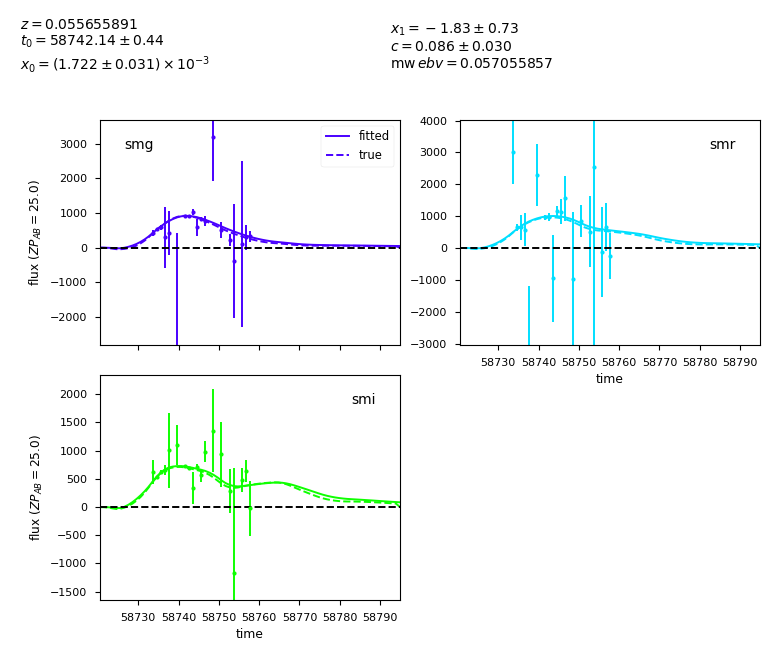 z = 0.055655891
t₀ = 58742.14 ± 0.44
x₀ = (1.722 ± 0.031) × 10⁻³
x₁ = −1.83 ± 0.73
c = 0.086 ± 0.030
mwebv = 0.057055857
smg
fitted
true
flux (ZP_AB = 25.0)
3000
2000
1000
0
−1000
−2000
smr
4000
3000
2000
1000
0
−1000
−2000
−3000
58730 58740 58750 58760 58770 58780 58790
time
smi
flux (ZP_AB = 25.0)
2000
1500
1000
500
0
−500
−1000
−1500
58730 58740 58750 58760 58770 58780 58790
time